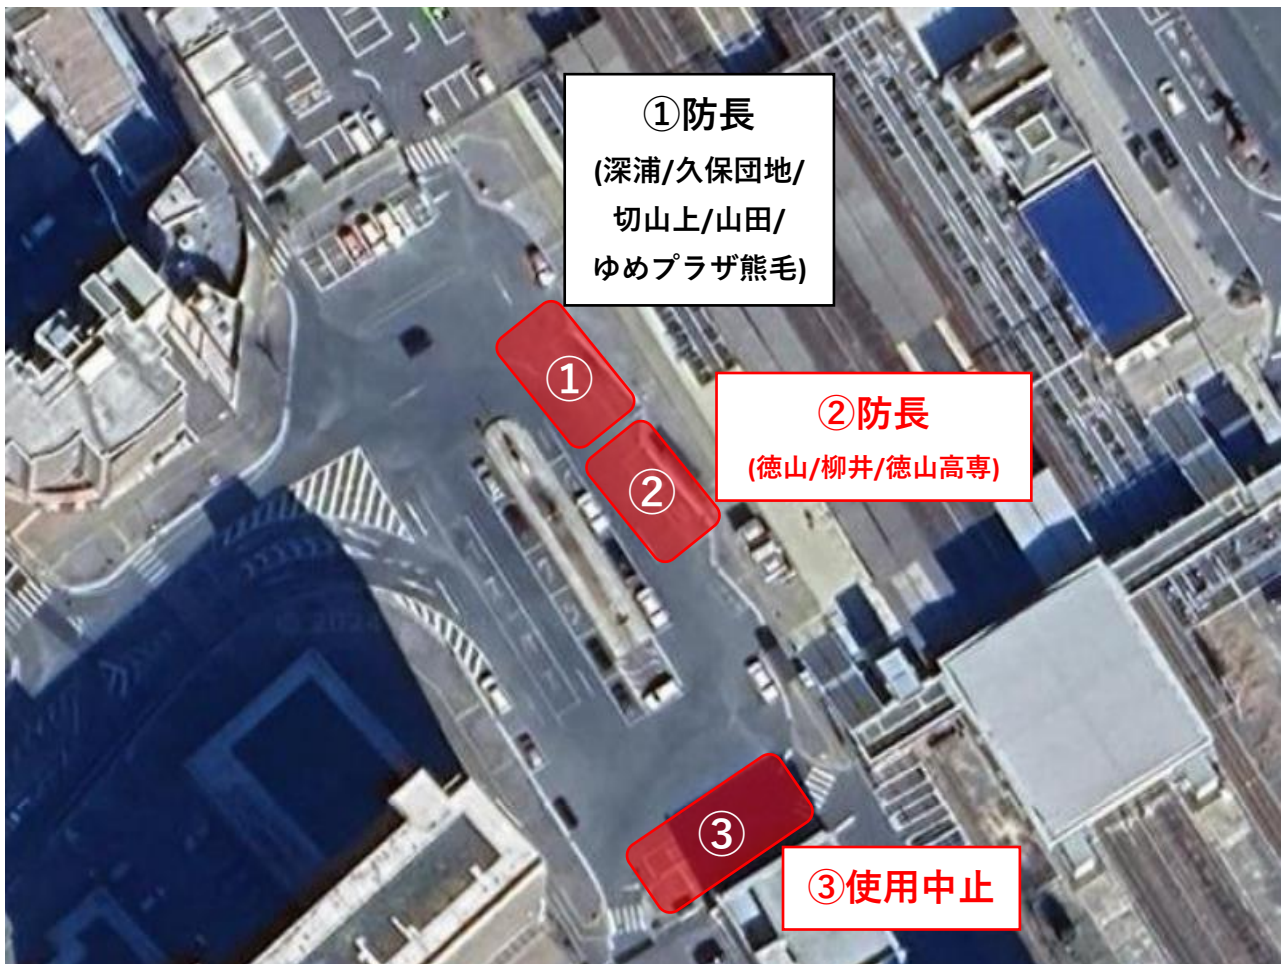 ①防長
(深浦/久保団地/
切山上/山田/
ゆめプラザ熊毛)
①
②防長
(徳山/柳井/徳山高専)
②
③
③使用中止